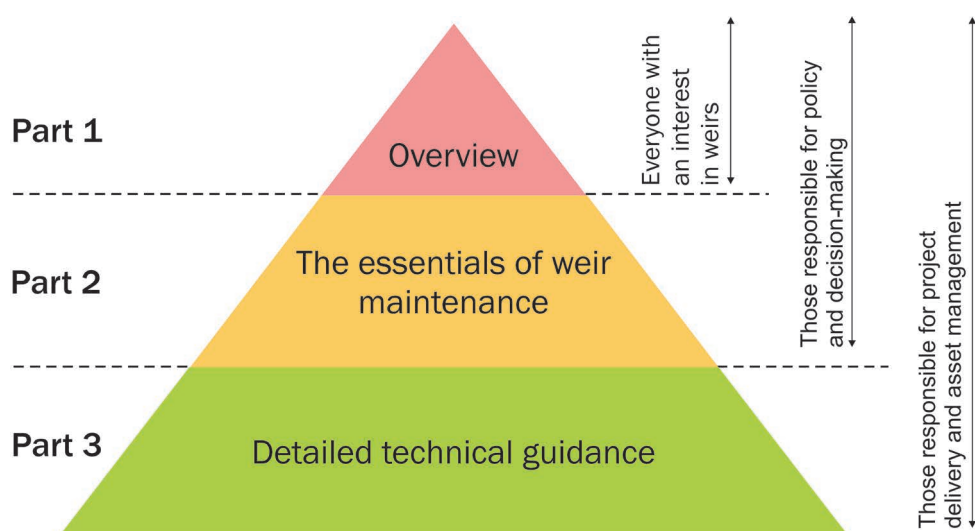 Part 1
Overview
Part 2
The essentials of weir
maintenance
Part 3
Detailed technical guidance
Everyone with
an interest
in weirs
Those responsible for policy
and decision-making
Those responsible for project
delivery and asset management